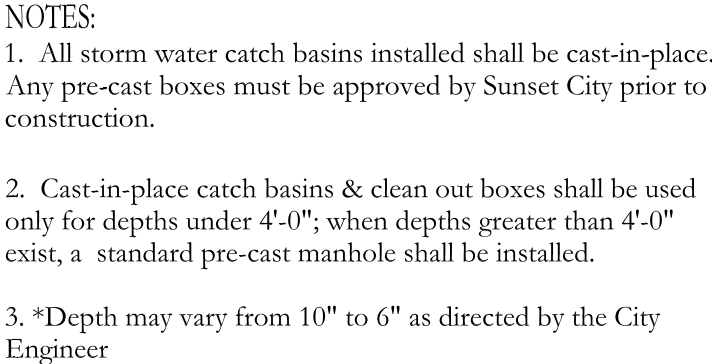 NOTES:
1. All storm water catch basins installed shall be cast-in-place.
Any pre-cast boxes must be approved by Sunset City prior to
construction.
2. Cast-in-place catch basins & clean out boxes shall be used
only for depths under 4'-0"; when depths greater than 4'-0"
exist, a standard pre-cast manhole shall be installed.
3. *Depth may vary from 10" to 6" as directed by the City
Engineer